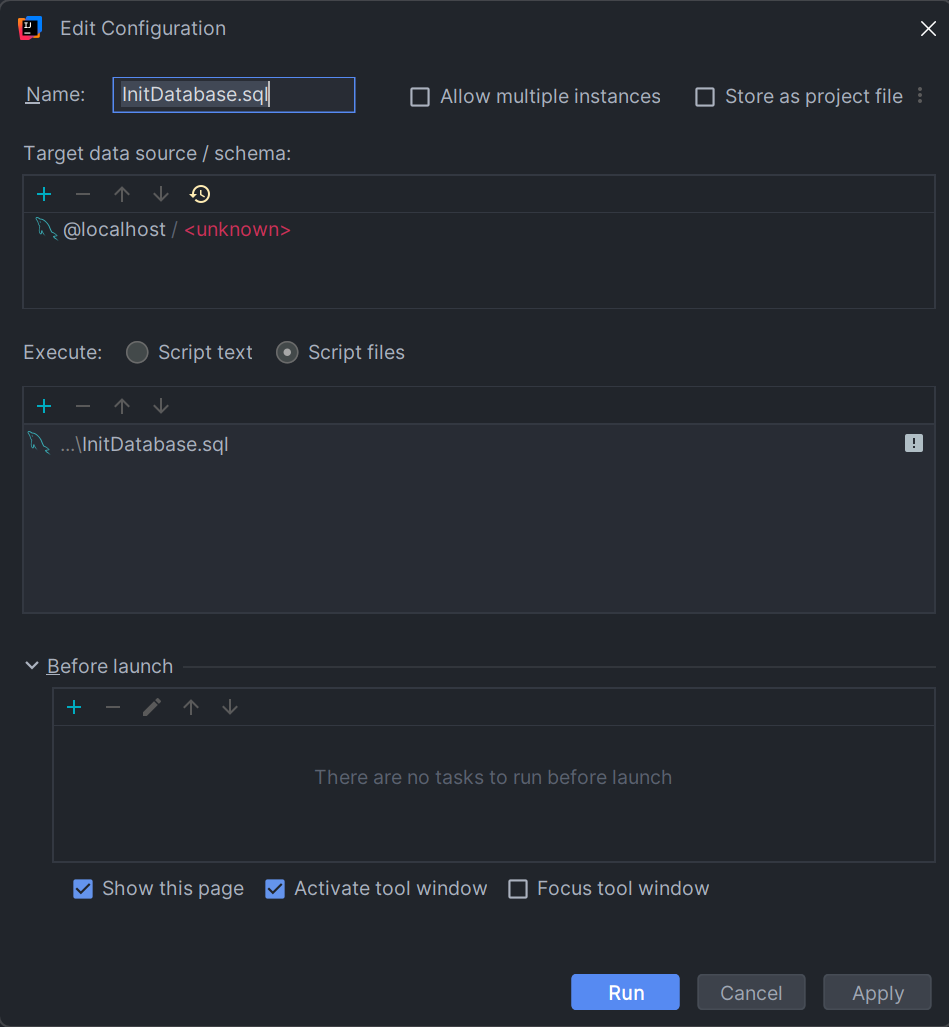 Edit Configuration
Name: InitDatabase.sql Allow multiple instances Store as project file
Target data source / schema:
@localhost / <unknown>
Execute: Script text Script files
...\InitDatabase.sql
Before launch
There are no tasks to run before launch
Show this page Activate tool window Focus tool window
Run Cancel Apply